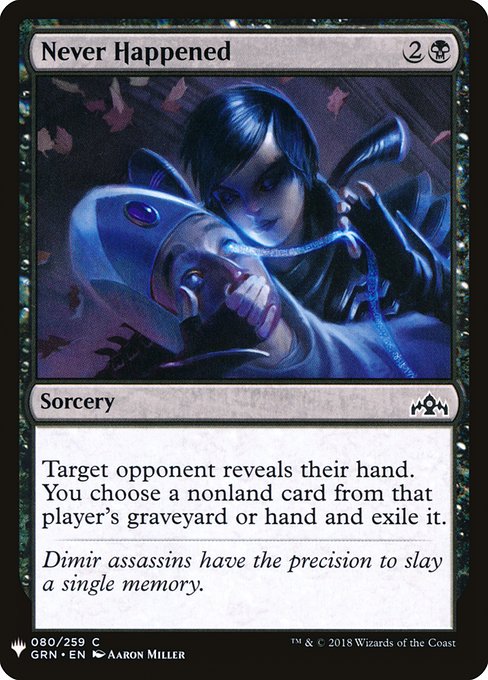 Never Happened 2
Sorcery
Target opponent reveals their hand.
You choose a nonland card from that
player's graveyard or hand and exile it.
Dimir assassins have the precision to slay
a single memory.
080/259 C
GRN • EN Aaron Miller
™ & © 2018 Wizards of the Coast